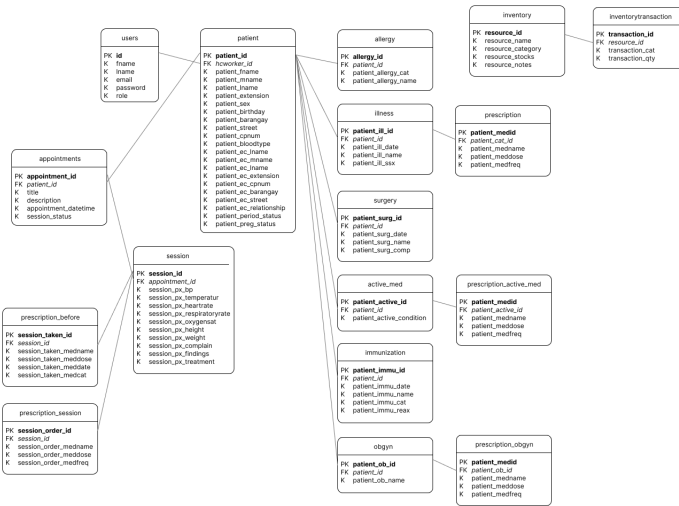 users
PK id
K fname
K lname
K email
K password
K role
patient
PK patient_id
FK hcworker_id
K patient_fname
K patient_mname
K patient_lname
K patient_extension
K patient_sex
K patient_birthday
K patient_barangay
K patient_street
K patient_cpnum
K patient_bloodtype
K patient_ec_lname
K patient_ec_mname
K patient_ec_lname
K patient_ec_extension
K patient_ec_cpnum
K patient_ec_barangay
K patient_ec_street
K patient_ec_relationship
K patient_period_status
K patient_preg_status
allergy
PK allergy_id
FK patient_id
K patient_allergy_cat
K patient_allergy_name
inventory
PK resource_id
K resource_name
K resource_category
K resource_stocks
K resource_notes
inventorytransaction
PK transaction_id
FK resource_id
K transaction_cat
K transaction_qty
illness
PK patient_ill_id
FK patient_id
K patient_ill_date
K patient_ill_name
K patient_ill_ssx
prescription
PK patient_medid
FK patient_cat_id
K patient_medname
K patient_meddose
K patient_medfreq
appointments
PK appointment_id
FK patient_id
K title
K description
K appointment_datetime
K session_status
surgery
PK patient_surg_id
FK patient_id
K patient_surg_date
K patient_surg_name
K patient_surg_comp
session
PK session_id
FK appointment_id
K session_px_bp
K session_px_temperatur
K session_px_heartrate
K session_px_respiratoryrate
K session_px_oxygensat
K session_px_height
K session_px_weight
K session_px_complain
K session_px_findings
K session_px_treatment
active_med
PK patient_active_id
FK patient_id
K patient_active_condition
prescription_active_med
PK patient_medid
FK patient_active_id
K patient_medname
K patient_meddose
K patient_medfreq
prescription_before
PK session_taken_id
FK session_id
K session_taken_medname
K session_taken_meddose
K session_taken_meddate
K session_taken_medcat
immunization
PK patient_immu_id
FK patient_id
K patient_immu_date
K patient_immu_name
K patient_immu_cat
K patient_immu_reax
prescription_session
PK session_order_id
FK session_id
K session_order_medname
K session_order_meddose
K session_order_medfreq
obgyn
PK patient_ob_id
FK patient_id
K patient_ob_name
prescription_obgyn
PK patient_medid
FK patient_ob_id
K patient_medname
K patient_meddose
K patient_medfreq